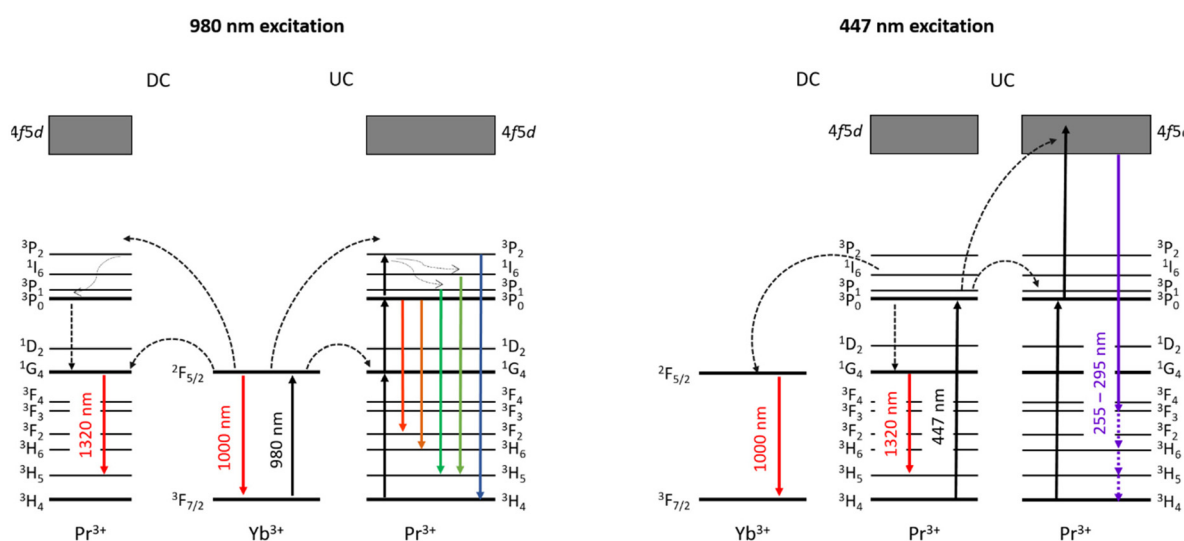 980 nm excitation
DC UC
4f5d 4f5d
³P₂
¹I₆
³P₁
³P₀
¹D₂
¹G₄
³F₄
³F₃
³F₂
³H₆
³H₅
³H₄
1320 nm
²F₅/₂
³F₇/₂
1000 nm
980 nm
³P₂
¹I₆
³P₁
³P₀
¹D₂
¹G₄
³F₄
³F₃
³F₂
³H₆
³H₅
³H₄
Pr³⁺ Yb³⁺ Pr³⁺
447 nm excitation
DC UC
4f5d 4f5d
²F₅/₂
³F₇/₂
1000 nm
³P₂
¹I₆
³P₁
³P₀
¹D₂
¹G₄
³F₄
³F₃
³F₂
³H₆
³H₅
³H₄
1320 nm
447 nm
255 – 295 nm
³P₂
¹I₆
³P₁
³P₀
¹D₂
¹G₄
³F₄
³F₃
³F₂
³H₆
³H₅
³H₄
Yb³⁺ Pr³⁺ Pr³⁺